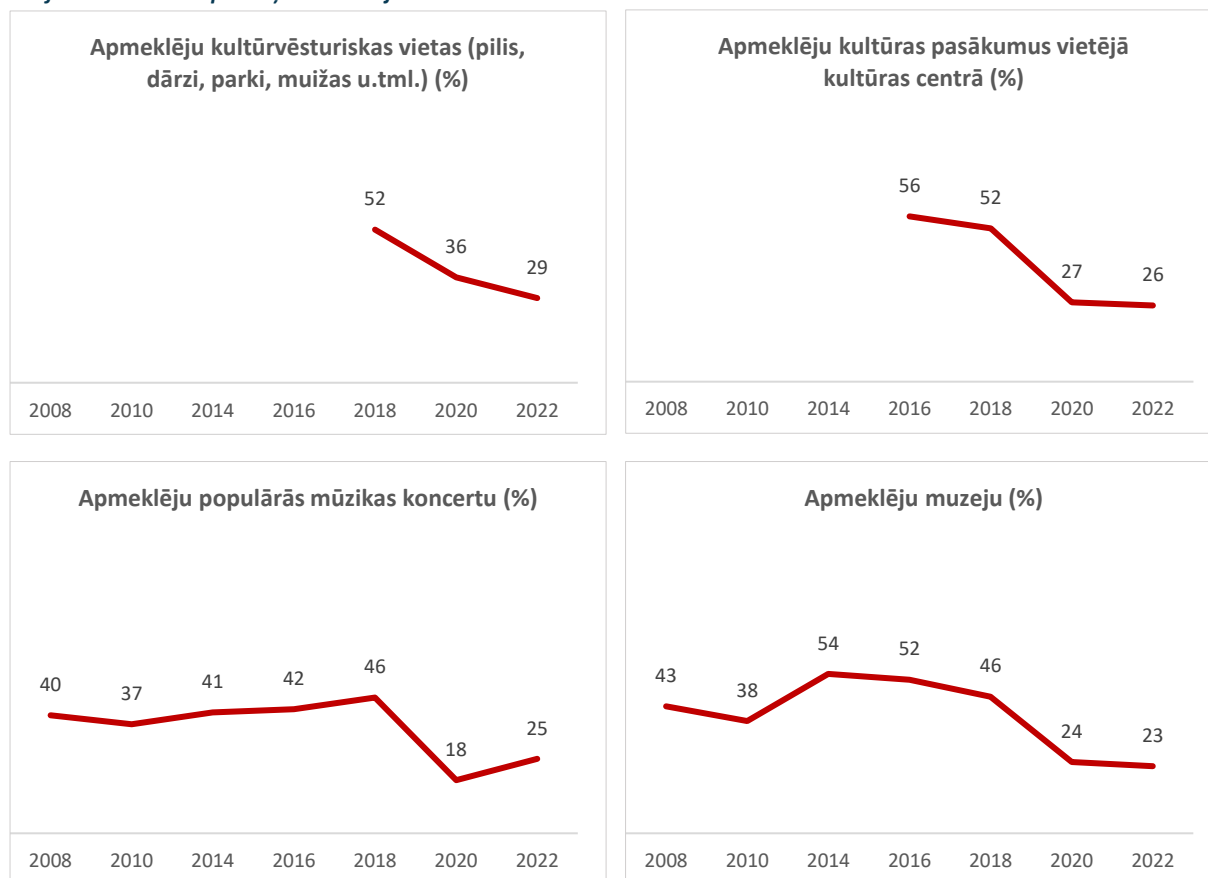 Apmeklēju kultūrvēsturiskas vietas (pilis,
dārzi, parki, muižas u.tml.) (%)
52
36
29
2008 2010 2014 2016 2018 2020 2022
Apmeklēju kultūras pasākumus vietējā
kultūras centrā (%)
56
52
27
26
2008 2010 2014 2016 2018 2020 2022
Apmeklēju populārās mūzikas koncertu (%)
40
37
41
42
46
18
25
2008 2010 2014 2016 2018 2020 2022
Apmeklēju muzeju (%)
43
38
54
52
46
24
23
2008 2010 2014 2016 2018 2020 2022